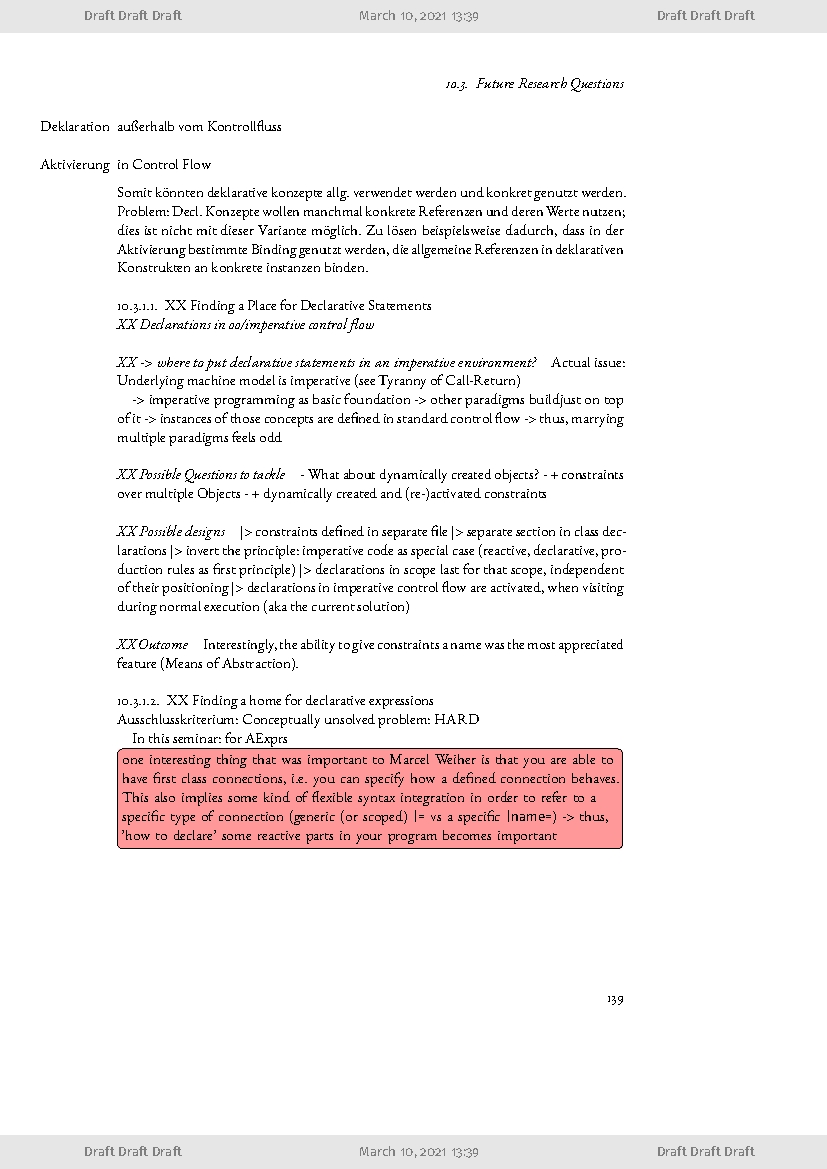 Draft Draft Draft March 10, 2021 13:39 Draft Draft Draft
10.3. Future Research Questions
Deklaration außerhalb vom Kontrollfluss
Aktivierung in Control Flow
Somit könnten deklarative konzepte allg. verwendet werden und konkret genutzt werden.
Problem: Decl. Konzepte wollen manchmal konkrete Referenzen und deren Werte nutzen;
dies ist nicht mit dieser Variante möglich. Zu lösen beispielsweise dadurch, dass in der
Aktivierung bestimmte Binding genutzt werden, die allgemeine Referenzen in deklarativen
Konstrukten an konkrete instanzen binden.
10.3.1.1. XX Finding a Place for Declarative Statements
XX Declarations in oo/imperative control flow
XX -> where to put declarative statements in an imperative environment? Actual issue:
Underlying machine model is imperative (see Tyranny of Call-Return)
-> imperative programming as basic foundation -> other paradigms build just on top
of it -> instances of those concepts are defined in standard control flow -> thus, marrying
multiple paradigms feels odd
XX Possible Questions to tackle - What about dynamically created objects? - + constraints
over multiple Objects - + dynamically created and (re-)activated constraints
XX Possible designs |> constraints defined in separate file |> separate section in class dec-
larations |> invert the principle: imperative code as special case (reactive, declarative, pro-
duction rules as first principle) |> declarations in scope last for that scope, independent
of their positioning |> declarations in imperative control flow are activated, when visiting
during normal execution (aka the current solution)
XX Outcome Interestingly, the ability to give constraints a name was the most appreciated
feature (Means of Abstraction).
10.3.1.2. XX Finding a home for declarative expressions
Ausschlusskriterium: Conceptually unsolved problem: HARD
In this seminar: for AExprs
one interesting thing that was important to Marcel Weiher is that you are able to
have first class connections, i.e. you can specify how a defined connection behaves.
This also implies some kind of flexible syntax integration in order to refer to a
specific type of connection (generic (or scoped) |= vs a specific |name=) -> thus,
'how to declare' some reactive parts in your program becomes important
139
Draft Draft Draft March 10, 2021 13:39 Draft Draft Draft